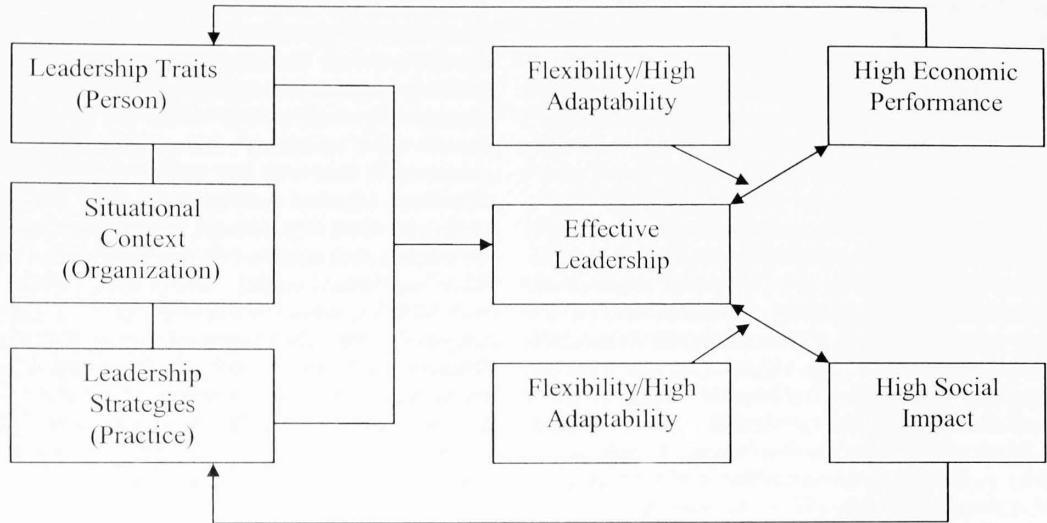 Leadership Traits
(Person)
Flexibility/High
Adaptability
High Economic
Performance
Situational
Context
(Organization)
Effective
Leadership
Leadership
Strategies
(Practice)
Flexibility/High
Adaptability
High Social
Impact